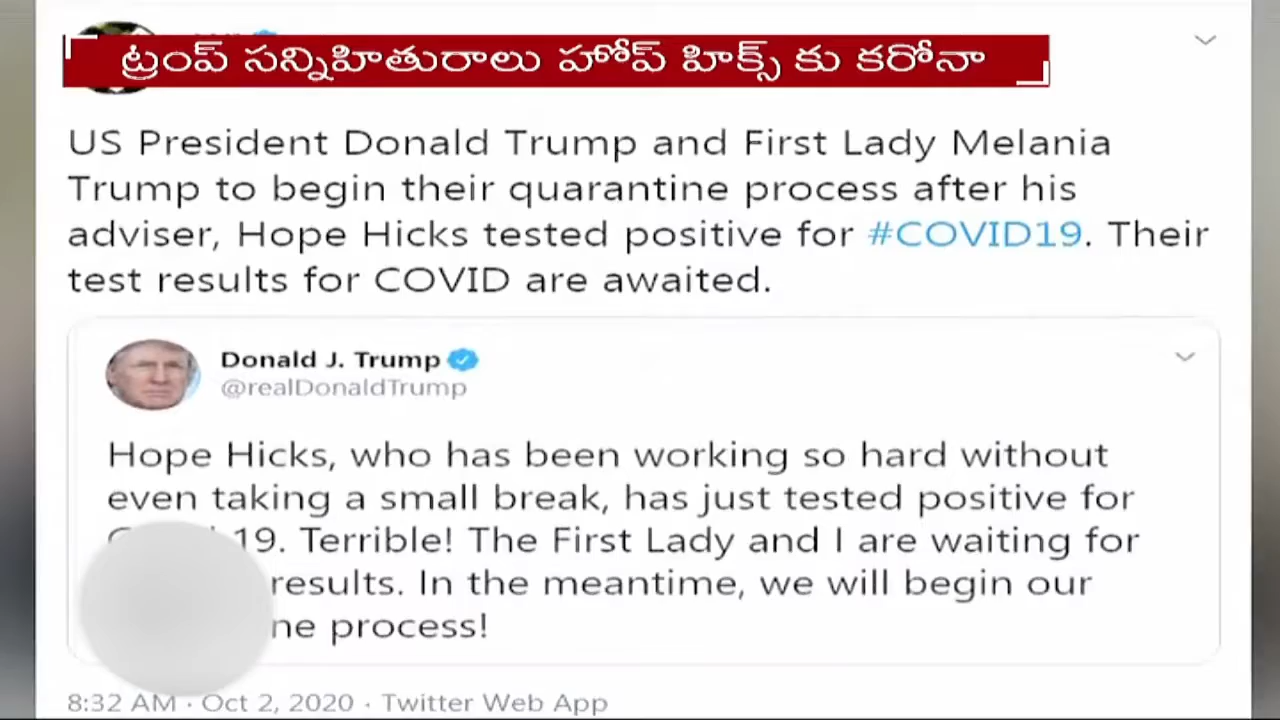 ట్రంప్ సన్నిహితురాలు హోప్ హిక్స్ కు కరోనా
US President Donald Trump and First Lady Melania
Trump to begin their quarantine process after his
adviser, Hope Hicks tested positive for #COVID19. Their
test results for COVID are awaited.
Donald J. Trump
@realDonaldTrump
Hope Hicks, who has been working so hard without
even taking a small break, has just tested positive for
19. Terrible! The First Lady and I are waiting for
results. In the meantime, we will begin our
process!
8:32 AM · Oct 2, 2020 · Twitter Web App